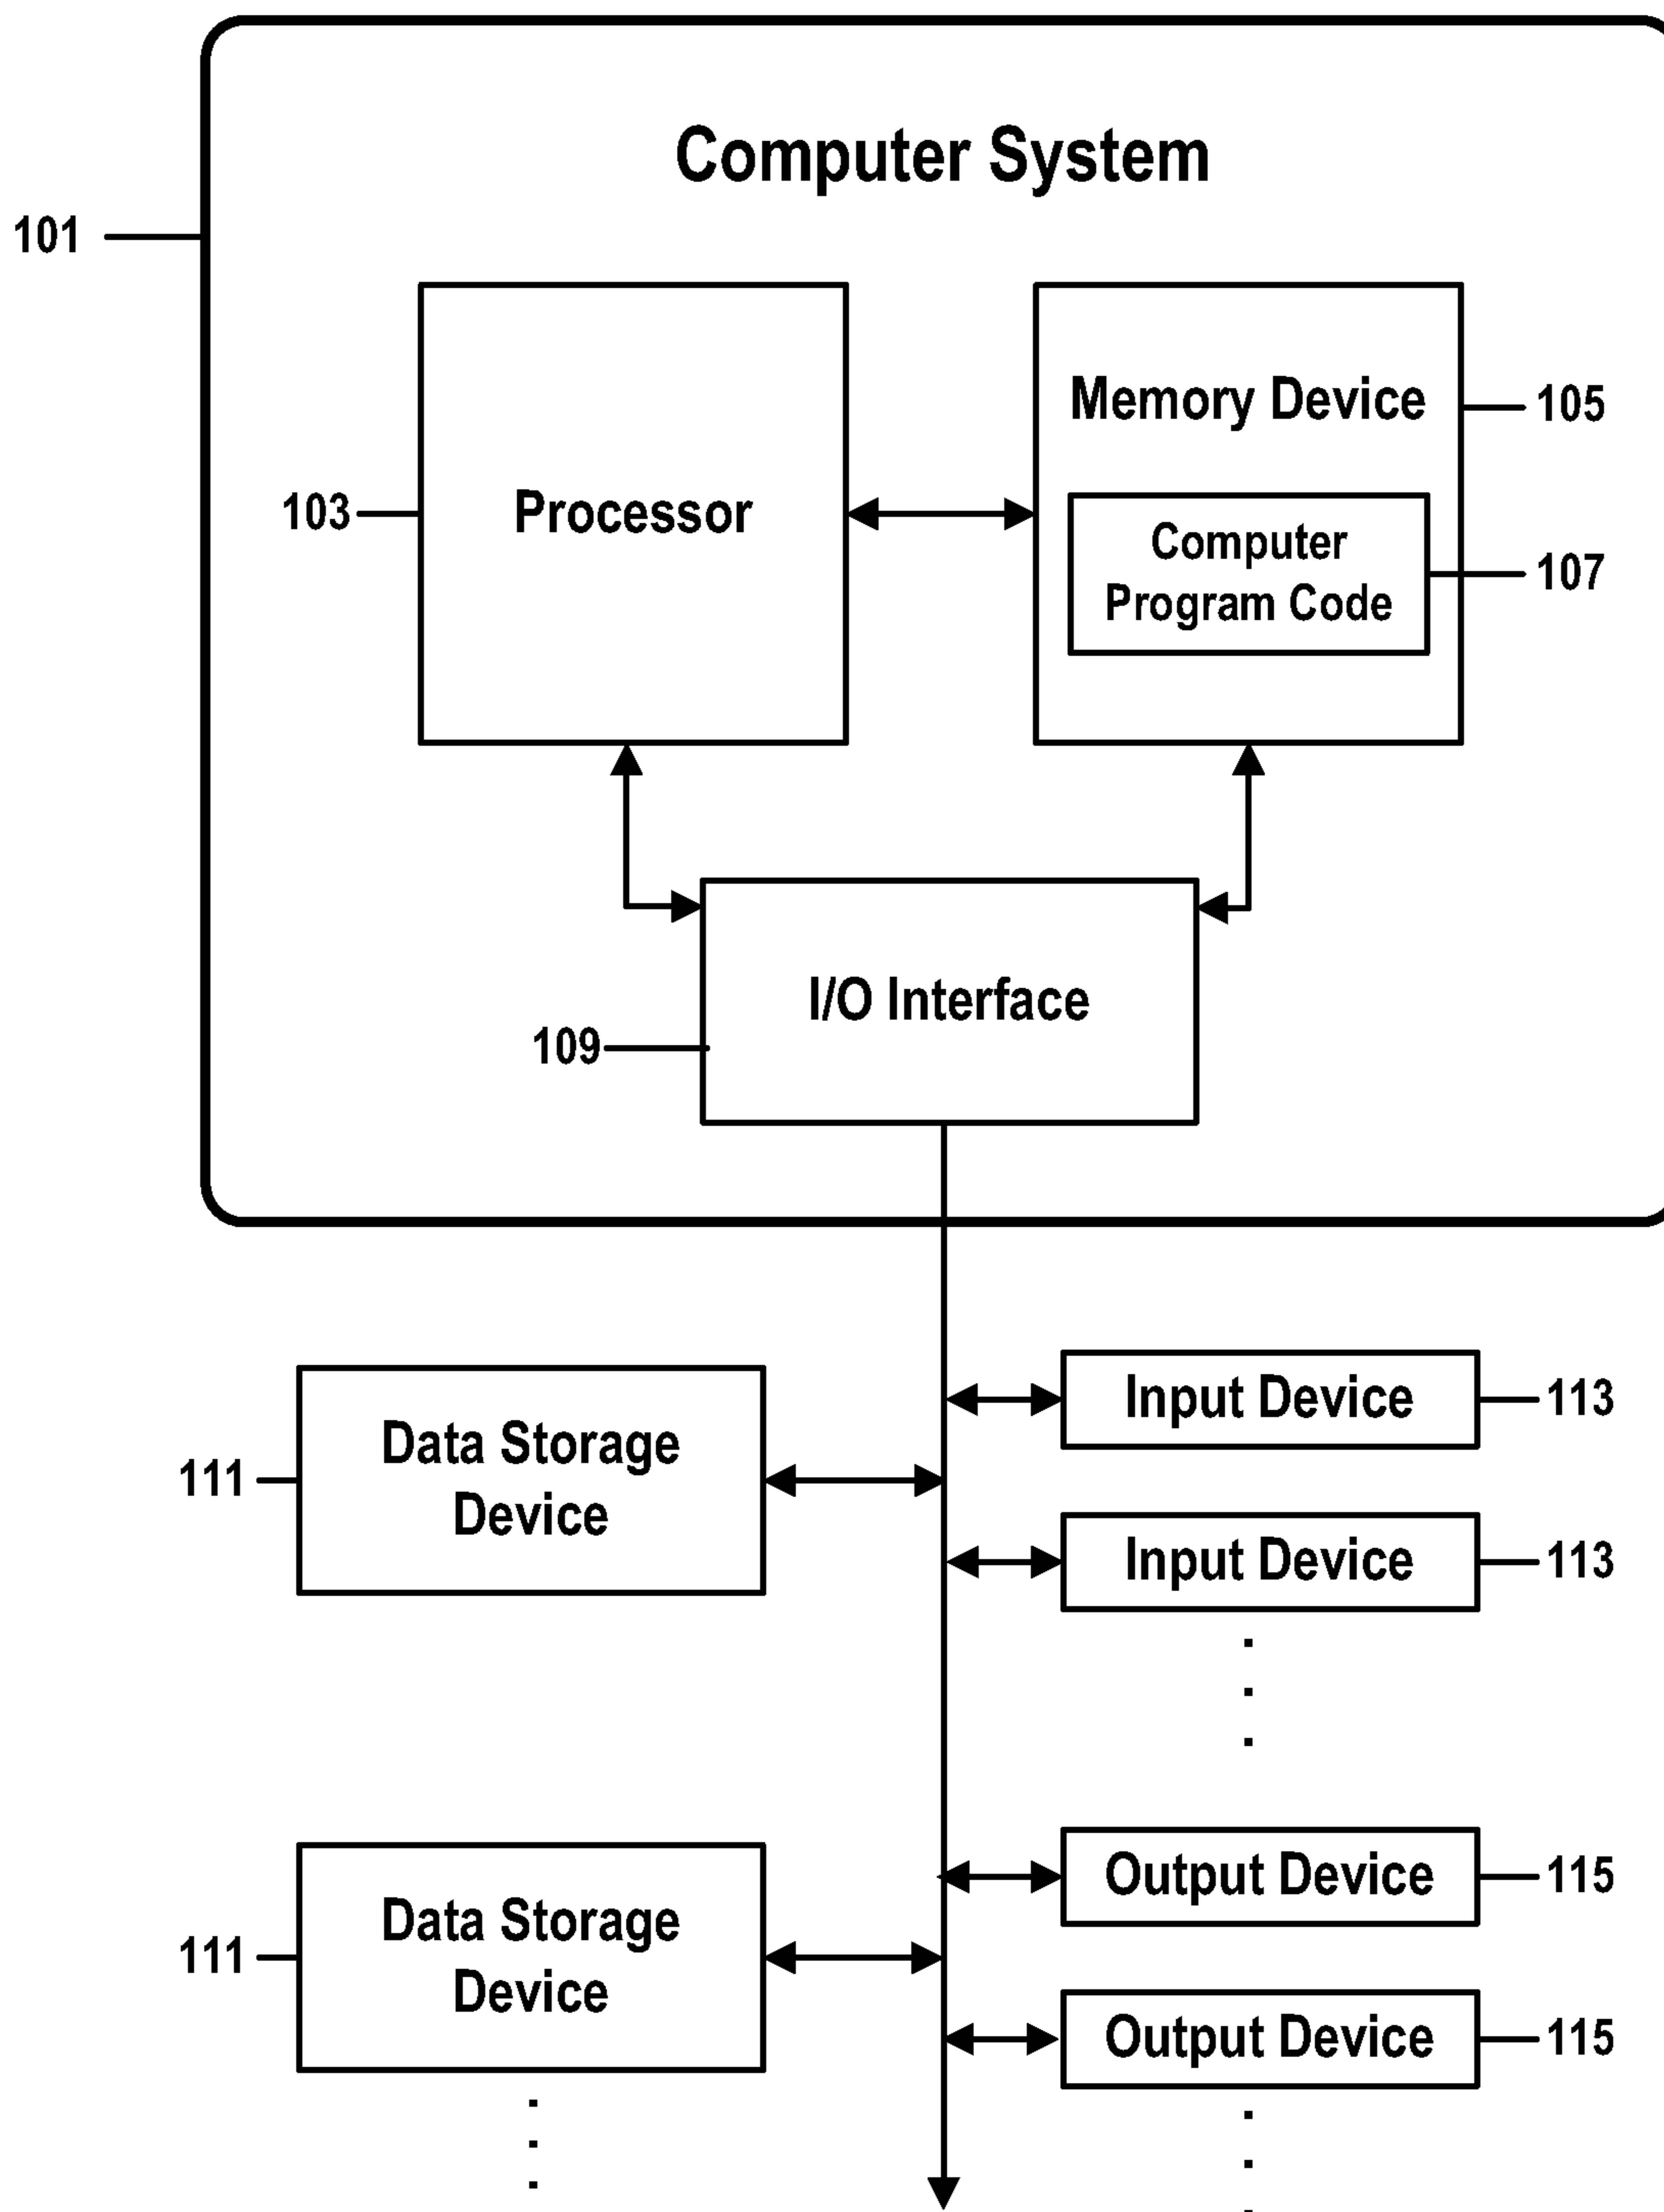 Computer System
101
Memory Device
105
103
Processor
Computer
Program Code
107
I/O Interface
109
Input Device
113
Data Storage
Device
111
Input Device
113
Output Device
115
Data Storage
Device
111
Output Device
115